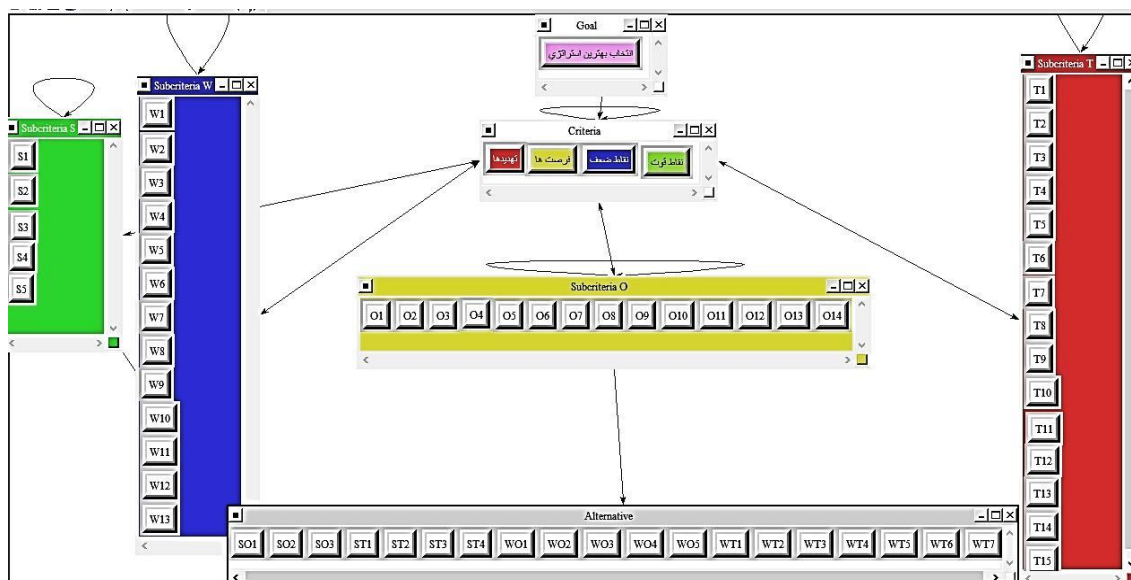 Goal
انتخاب بهترین استراتژی
Criteria
تهدیدها
فرصت ها
نقاط ضعف
نقاط قوت
Subcriteria S
S1
S2
S3
S4
S5
Subcriteria W
W1
W2
W3
W4
W5
W6
W7
W8
W9
W10
W11
W12
W13
Subcriteria O
O1 O2 O3 O4 O5 O6 O7 O8 O9 O10 O11 O12 O13 O14
Subcriteria T
T1
T2
T3
T4
T5
T6
T7
T8
T9
T10
T11
T12
T13
T14
T15
Alternative
SO1 SO2 SO3 ST1 ST2 ST3 ST4 WO1 WO2 WO3 WO4 WO5 WT1 WT2 WT3 WT4 WT5 WT6 WT7